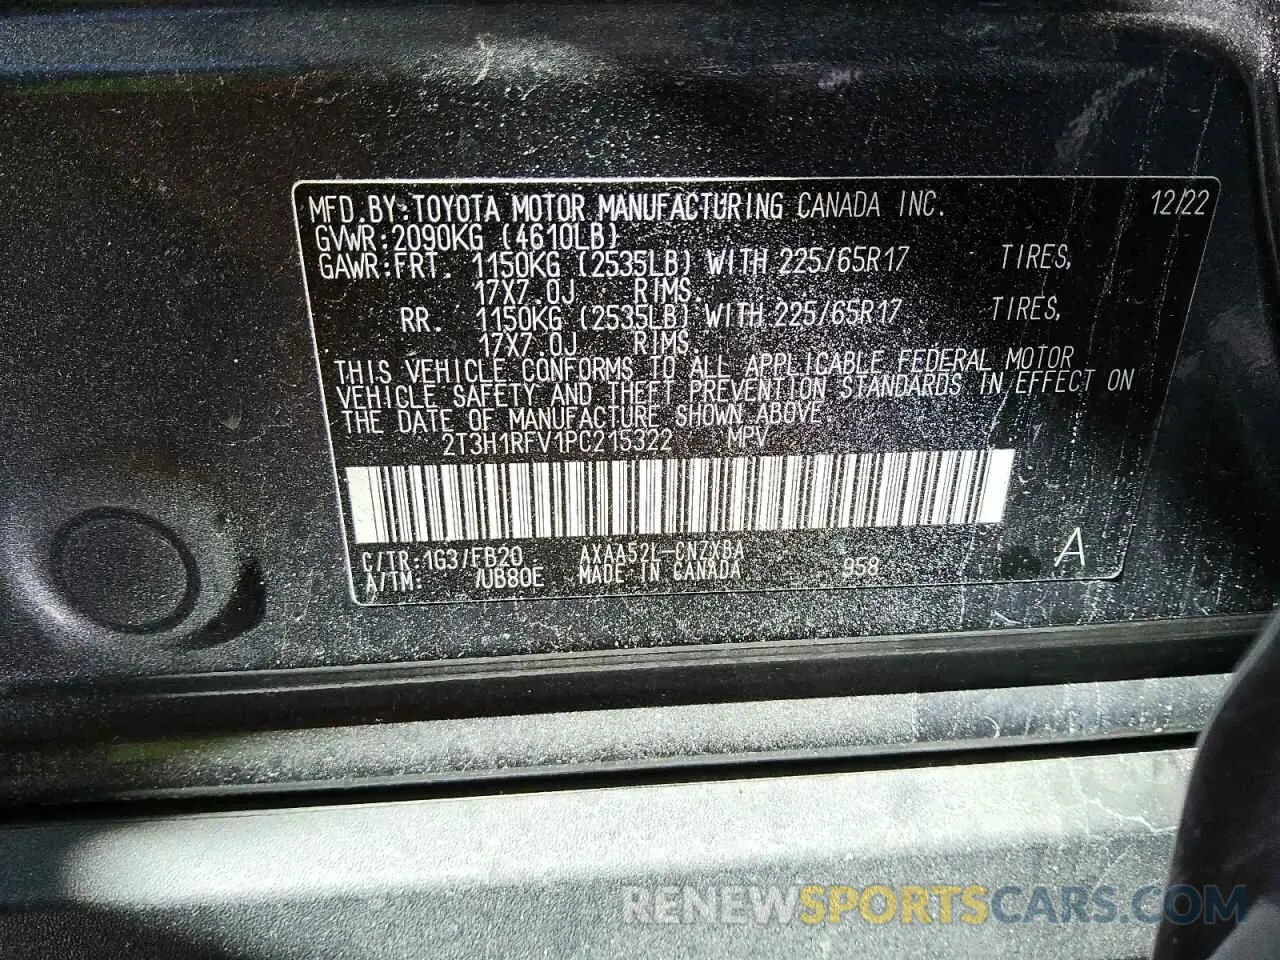 MFD.BY:TOYOTA MOTOR MANUFACTURING CANADA INC. 12/22
GVWR:2090KG (4610LB)
GAWR:FRT. 1150KG (2535LB) WITH 225/65R17 TIRES,
17X7.0J RIMS.
RR. 1150KG (2535LB) WITH 225/65R17 TIRES,
17X7.0J RIMS.
THIS VEHICLE CONFORMS TO ALL APPLICABLE FEDERAL MOTOR
VEHICLE SAFETY AND THEFT PREVENTION STANDARDS IN EFFECT ON
THE DATE OF MANUFACTURE SHOWN ABOVE.
2T3H1RFV1PC215322 MPV
C/TR:1G3/FB20 AXAA52L-CNZXBA A
A/TM: /UB80E MADE IN CANADA 958
RENEWSPORTSCARS.COM